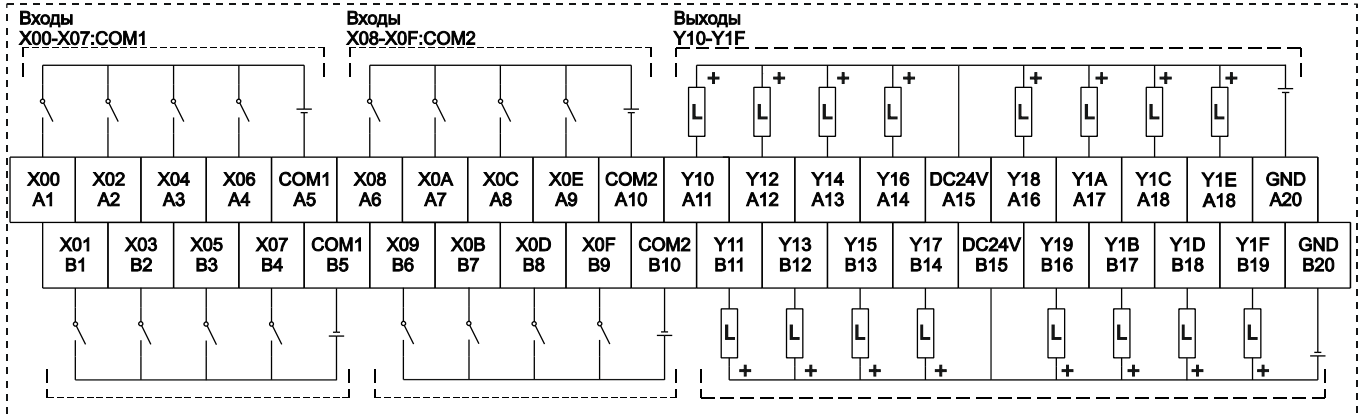 Входы
X00-X07:COM1
Входы
X08-X0F:COM2
Выходы
Y10-Y1F
+ + + + + + + +
L L L L L L L L
X00 X02 X04 X06 COM1 X08 X0A X0C X0E COM2 Y10 Y12 Y14 Y16 DC24V Y18 Y1A Y1C Y1E GND
A1 A2 A3 A4 A5 A6 A7 A8 A9 A10 A11 A12 A13 A14 A15 A16 A17 A18 A18 A20
X01 X03 X05 X07 COM1 X09 X0B X0D X0F COM2 Y11 Y13 Y15 Y17 DC24V Y19 Y1B Y1D Y1F GND
B1 B2 B3 B4 B5 B6 B7 B8 B9 B10 B11 B12 B13 B14 B15 B16 B17 B18 B19 B20
L L L L L L L L
+ + + + + + + +